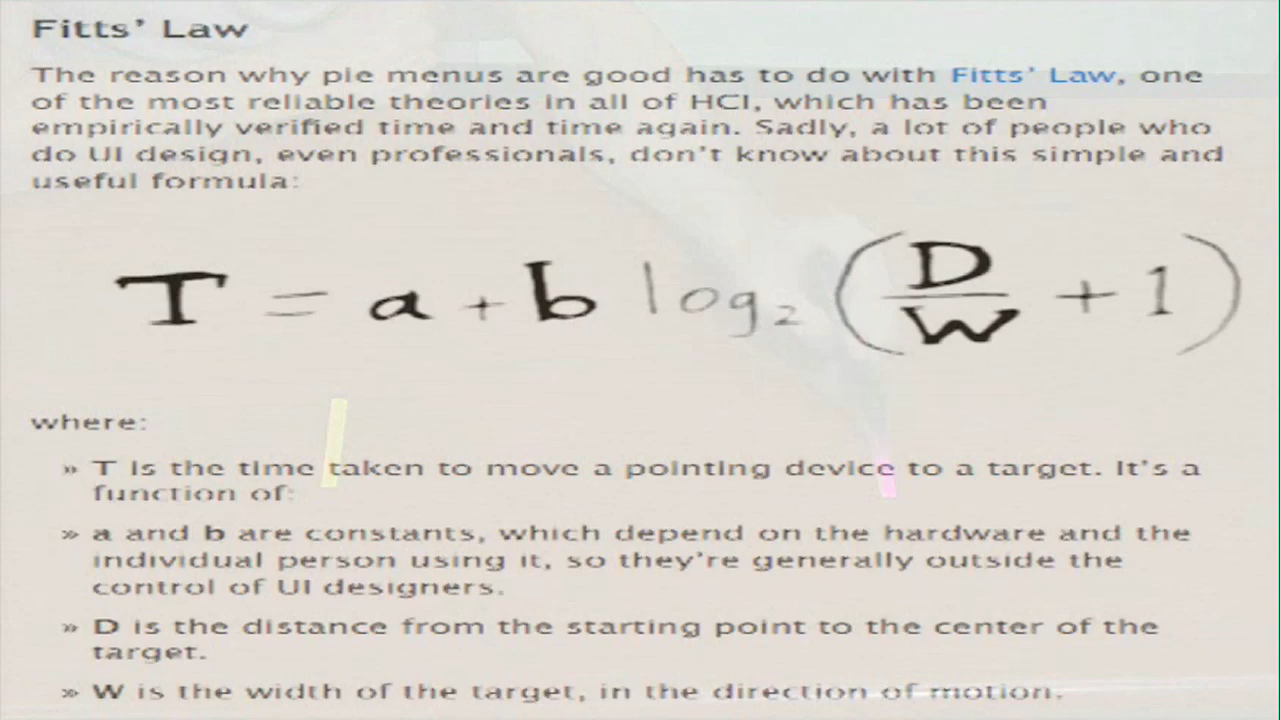 Fitts' Law
The reason why pie menus are good has to do with Fitts' Law, one
of the most reliable theories in all of HCI, which has been
empirically verified time and time again. Sadly, a lot of people who
do UI design, even professionals, don't know about this simple and
useful formula:
T = a + b log₂ (D/W + 1)
where:
» T is the time taken to move a pointing device to a target. It's a
function of:
» a and b are constants, which depend on the hardware and the
individual person using it, so they're generally outside the
control of UI designers.
» D is the distance from the starting point to the center of the
target.
» W is the width of the target, in the direction of motion.